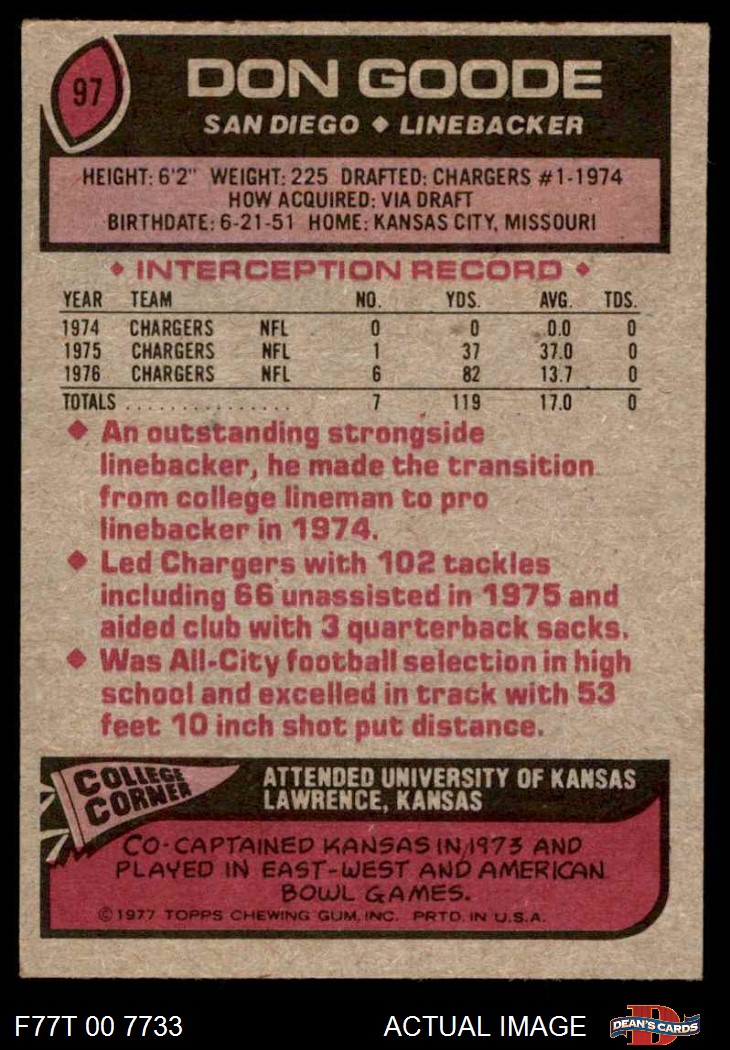 97
DON GOODE
SAN DIEGO ♦ LINEBACKER
HEIGHT: 6'2" WEIGHT: 225 DRAFTED: CHARGERS #1-1974
HOW ACQUIRED: VIA DRAFT
BIRTHDATE: 6-21-51 HOME: KANSAS CITY, MISSOURI
♦ INTERCEPTION RECORD ♦
YEAR TEAM NO. YDS. AVG. TDS.
1974 CHARGERS NFL 0 0 0.0 0
1975 CHARGERS NFL 1 37 37.0 0
1976 CHARGERS NFL 6 82 13.7 0
TOTALS . . . . . . . . . . . . . . . 7 119 17.0 0
♦ An outstanding strongside
linebacker, he made the transition
from college lineman to pro
linebacker in 1974.
♦ Led Chargers with 102 tackles
including 66 unassisted in 1975 and
aided club with 3 quarterback sacks.
♦ Was All-City football selection in high
school and excelled in track with 53
feet 10 inch shot put distance.
COLLEGE
CORNER
ATTENDED UNIVERSITY OF KANSAS
LAWRENCE, KANSAS
CO-CAPTAINED KANSAS IN 1973 AND
PLAYED IN EAST-WEST AND AMERICAN
BOWL GAMES.
©1977 TOPPS CHEWING GUM, INC. PRTD. IN U.S.A.
F77T 00 7733 ACTUAL IMAGE
D
DEAN'S CARDS